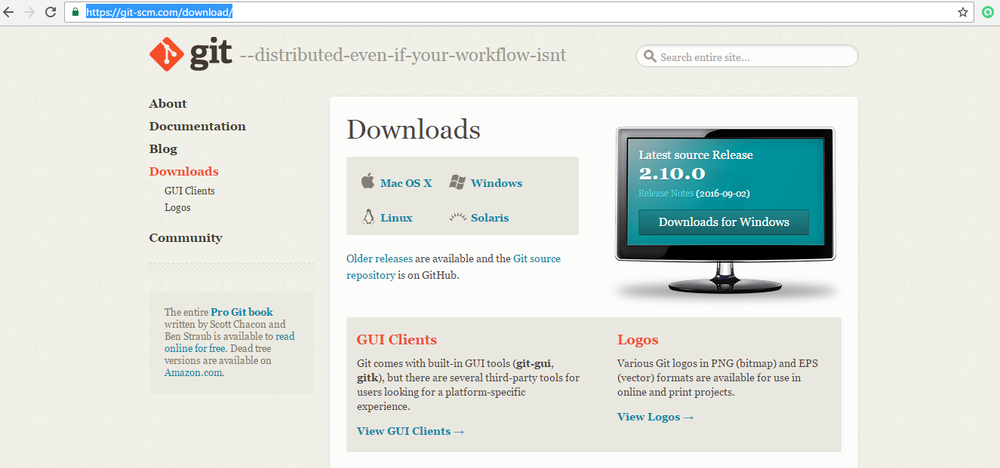 https://git-scm.com/download/
git --distributed-even-if-your-workflow-isnt
Search entire site...
About
Documentation
Blog
Downloads
GUI Clients
Logos
Community
The entire Pro Git book
written by Scott Chacon and
Ben Straub is available to read
online for free. Dead tree
versions are available on
Amazon.com.
Downloads
Mac OS X
Windows
Linux
Solaris
Older releases are available and the Git source
repository is on GitHub.
Latest source Release
2.10.0
Release Notes (2016-09-02)
Downloads for Windows
GUI Clients
Git comes with built-in GUI tools (git-gui,
gitk), but there are several third-party tools for
users looking for a platform-specific
experience.
View GUI Clients →
Logos
Various Git logos in PNG (bitmap) and EPS
(vector) formats are available for use in
online and print projects.
View Logos →